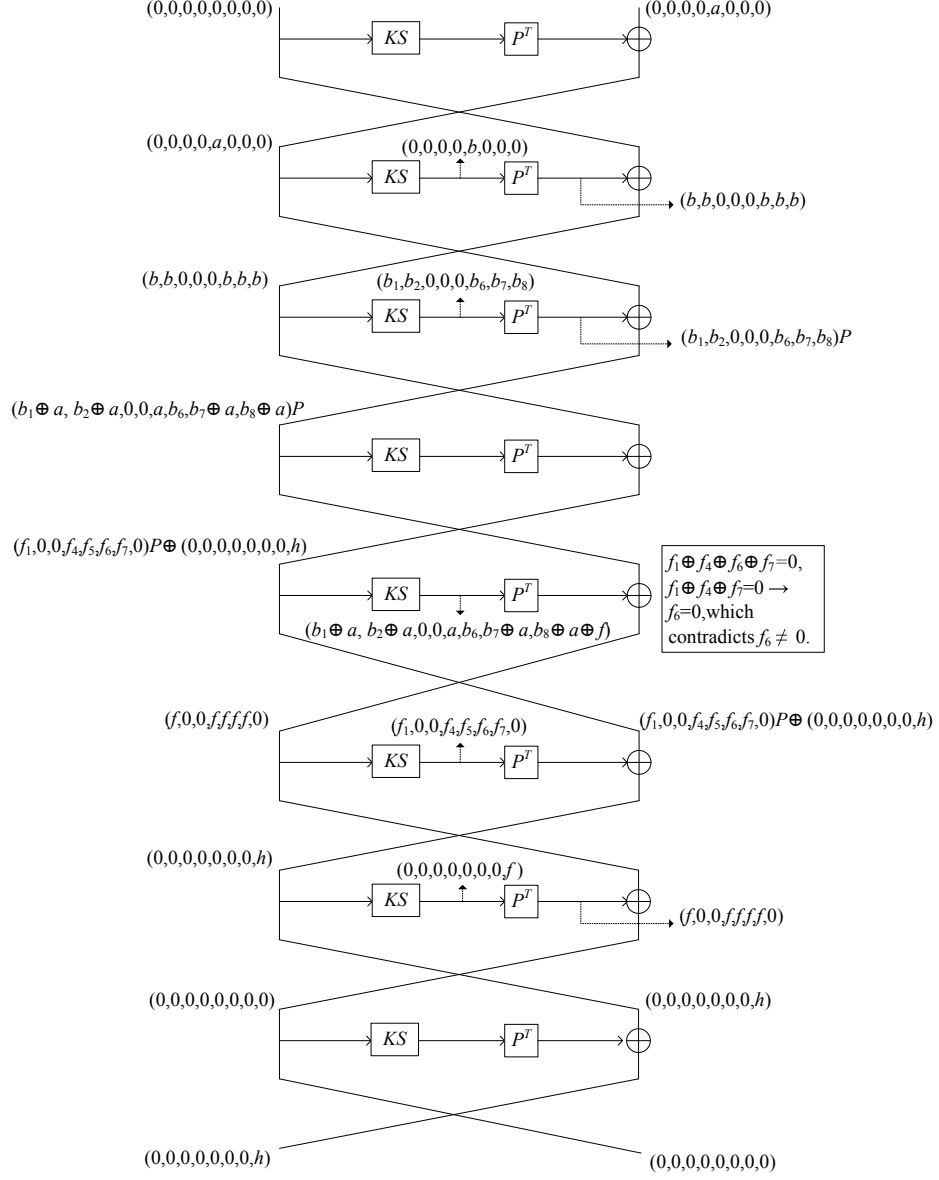 (0,0,0,0,0,0,0,0)
(0,0,0,0,a,0,0,0)
KS
P^T
(0,0,0,0,a,0,0,0)
(0,0,0,0,b,0,0,0)
KS
P^T
(b,b,0,0,0,b,b,b)
(b,b,0,0,0,b,b,b)
(b₁,b₂,0,0,0,b₆,b₇,b₈)
KS
P^T
(b₁,b₂,0,0,0,b₆,b₇,b₈)P
(b₁⊕a, b₂⊕a,0,0,a,b₆,b₇⊕a,b₈⊕a)P
KS
P^T
(f₁,0,0,f₄,f₅,f₆,f₇,0)P⊕(0,0,0,0,0,0,0,h)
KS
P^T
(b₁⊕a, b₂⊕a,0,0,a,b₆,b₇⊕a,b₈⊕a⊕f)
f₁⊕f₄⊕f₆⊕f₇=0,
f₁⊕f₄⊕f₇=0 →
f₆=0,which
contradicts f₆ ≠ 0.
(f,0,0,f,f,f,f,0)
(f₁,0,0,f₄,f₅,f₆,f₇,0)
(f₁,0,0,f₄,f₅,f₆,f₇,0)P⊕(0,0,0,0,0,0,0,h)
KS
P^T
(0,0,0,0,0,0,0,h)
(0,0,0,0,0,0,0,f)
KS
P^T
(f,0,0,f,f,f,f,0)
(0,0,0,0,0,0,0,0)
(0,0,0,0,0,0,0,h)
KS
P^T
(0,0,0,0,0,0,0,h)
(0,0,0,0,0,0,0,0)